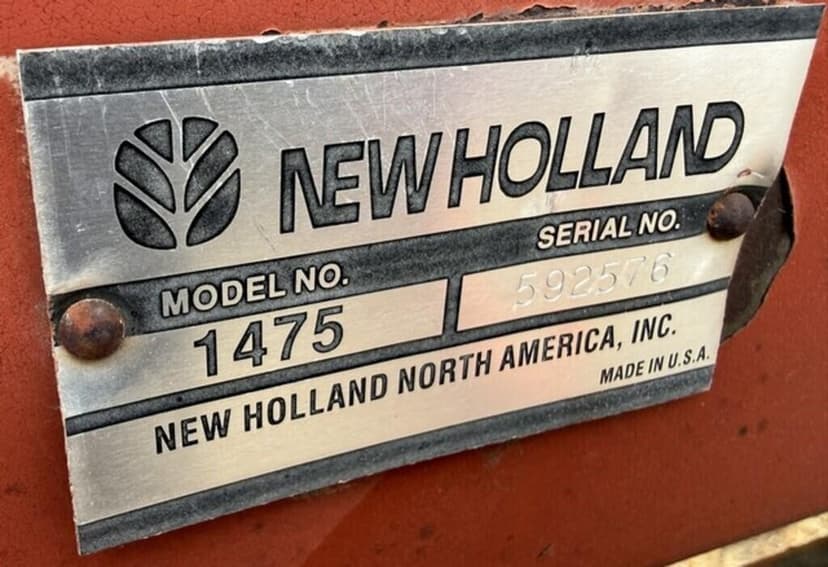 NEW HOLLAND
MODEL NO.
SERIAL NO.
1475
592576
NEW HOLLAND NORTH AMERICA, INC.
MADE IN U.S.A.